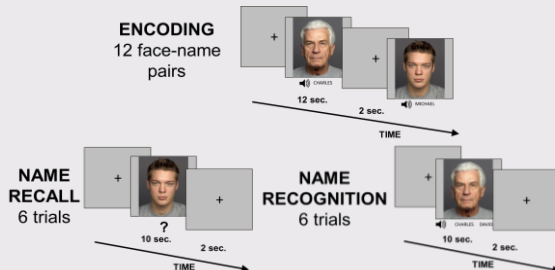 ENCODING
12 face-name
pairs
+
+
CHARLES
MICHAEL
12 sec.
2 sec.
TIME
NAME
RECALL
6 trials
+
+
?
10 sec.
2 sec.
TIME
NAME
RECOGNITION
6 trials
+
+
CHARLES DAVID
10 sec.
2 sec.
TIME